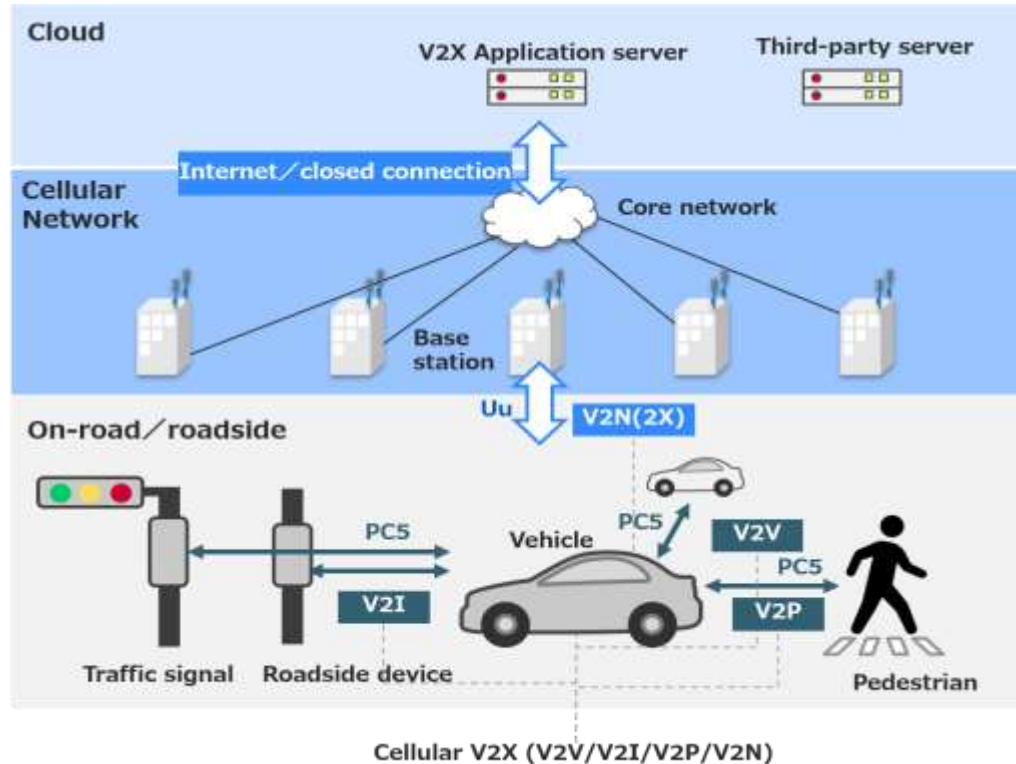 Cloud
V2X Application server
Third-party server
Internet／closed connection
Cellular
Network
Core network
Base
station
Uu
V2N(2X)
On-road／roadside
PC5
Vehicle
PC5
V2V
PC5
V2I
V2P
Traffic signal
Roadside device
Pedestrian
Cellular V2X (V2V/V2I/V2P/V2N)